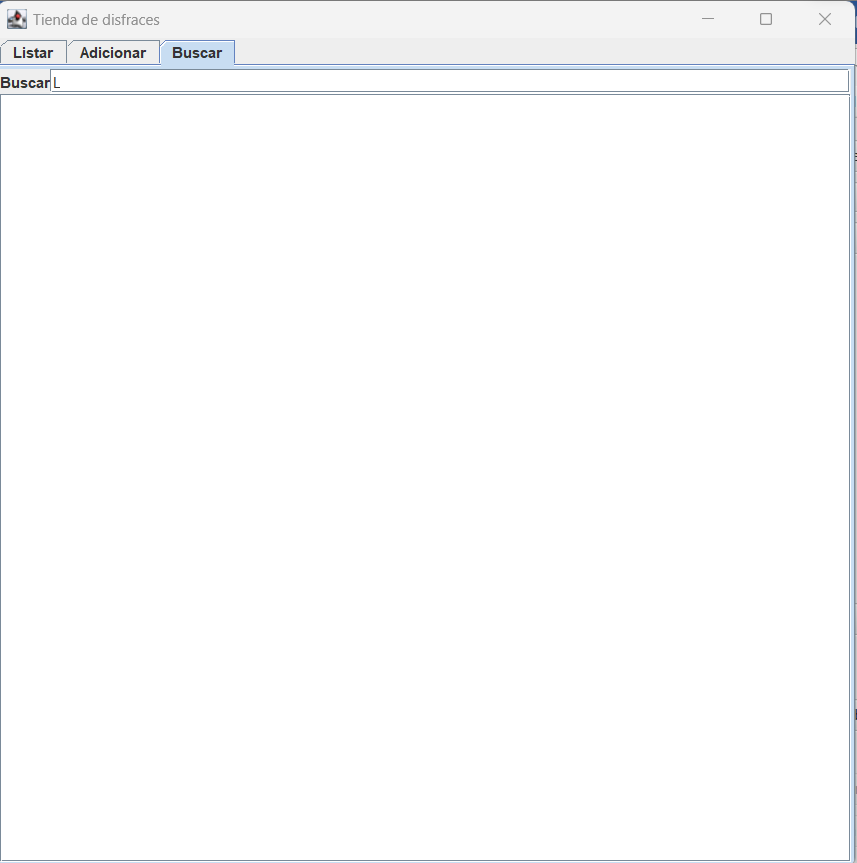 Tienda de disfraces
Listar Adicionar Buscar
Buscar L